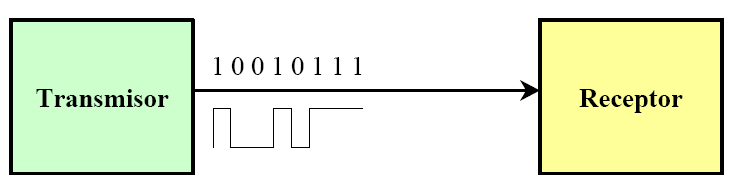 1 0 0 1 0 1 1 1
Transmisor
Receptor